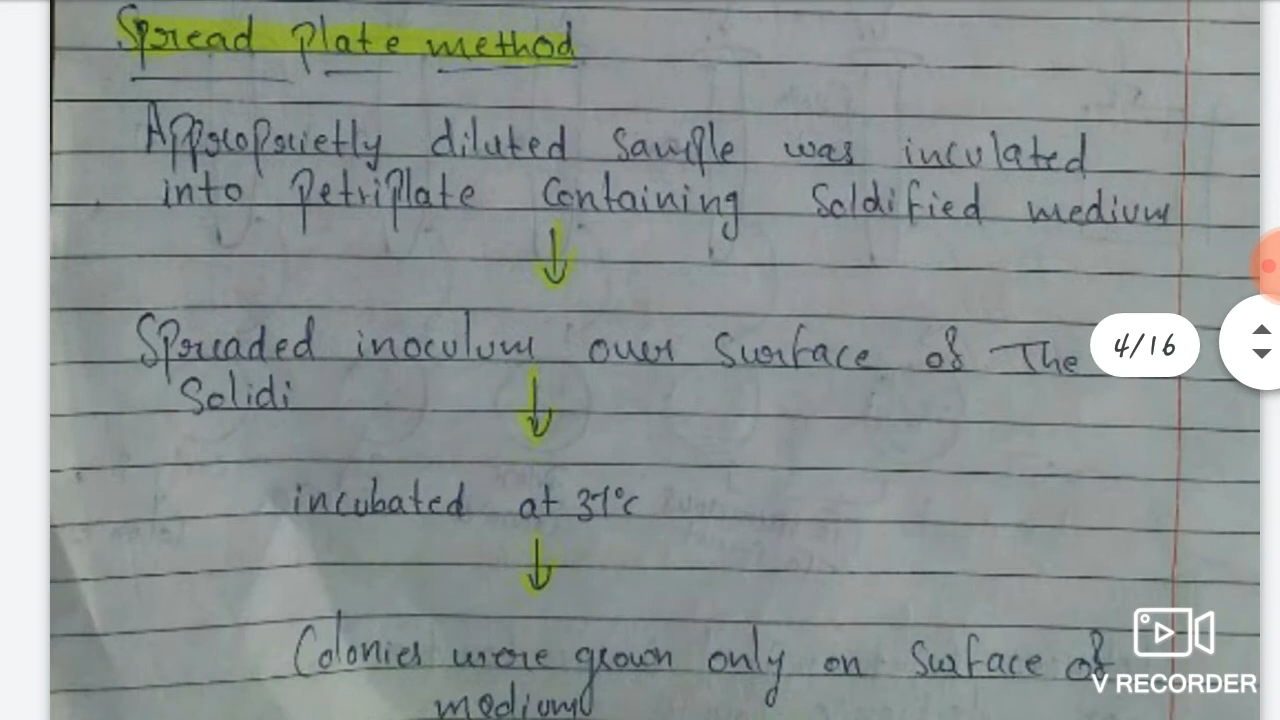 Spread plate method
Approprietly diluted Sample was inculated
into Petriplate Containing Soldified medium
↓
Spreaded inoculum over Surface of The
Solidi
↓
incubated at 37°c
↓
Colonies were grown only on Surface of
medium
4/16
V RECORDER